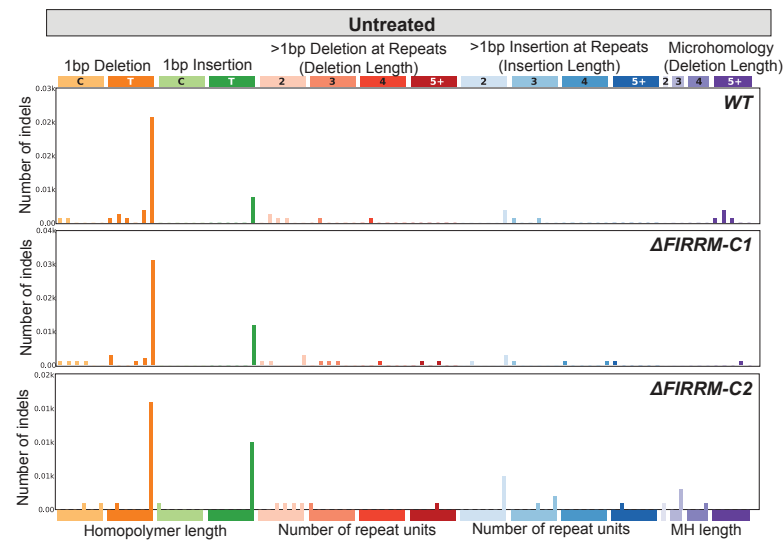 Untreated
1bp Deletion 1bp Insertion >1bp Deletion at Repeats (Deletion Length) >1bp Insertion at Repeats (Insertion Length) Microhomology (Deletion Length)
C T C T 2 3 4 5+ 2 3 4 5+ 2 3 4 5+
WT
Number of indels
0.03k
0.02k
0.01k
0.00
ΔFIRRM-C1
Number of indels
0.04k
0.03k
0.01k
0.00
ΔFIRRM-C2
Number of indels
0.02k
0.01k
0.01k
0.00
Homopolymer length Number of repeat units Number of repeat units MH length